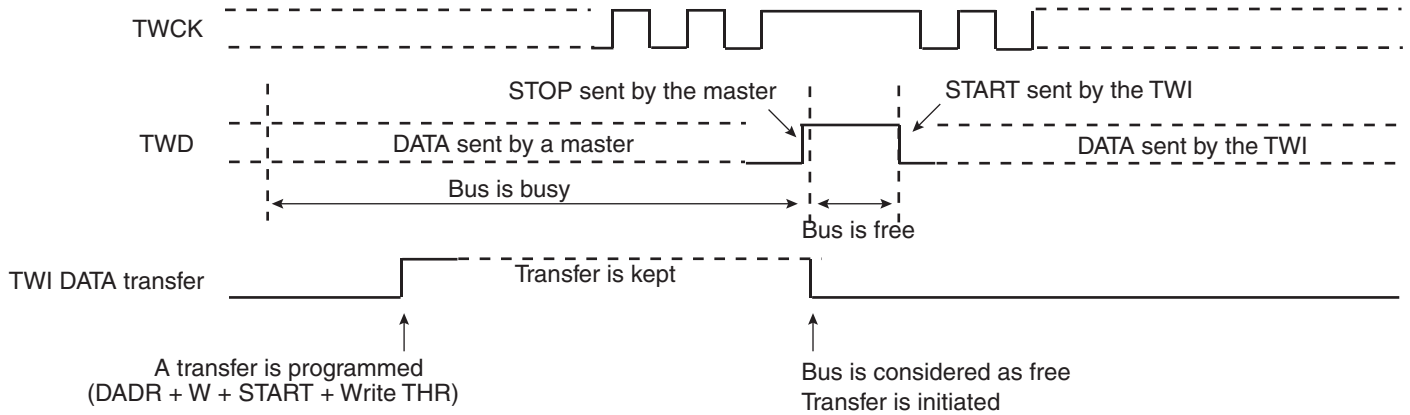 TWCK
STOP sent by the master
START sent by the TWI
TWD
DATA sent by a master
DATA sent by the TWI
Bus is busy
Bus is free
TWI DATA transfer
Transfer is kept
A transfer is programmed
(DADR + W + START + Write THR)
Bus is considered as free
Transfer is initiated